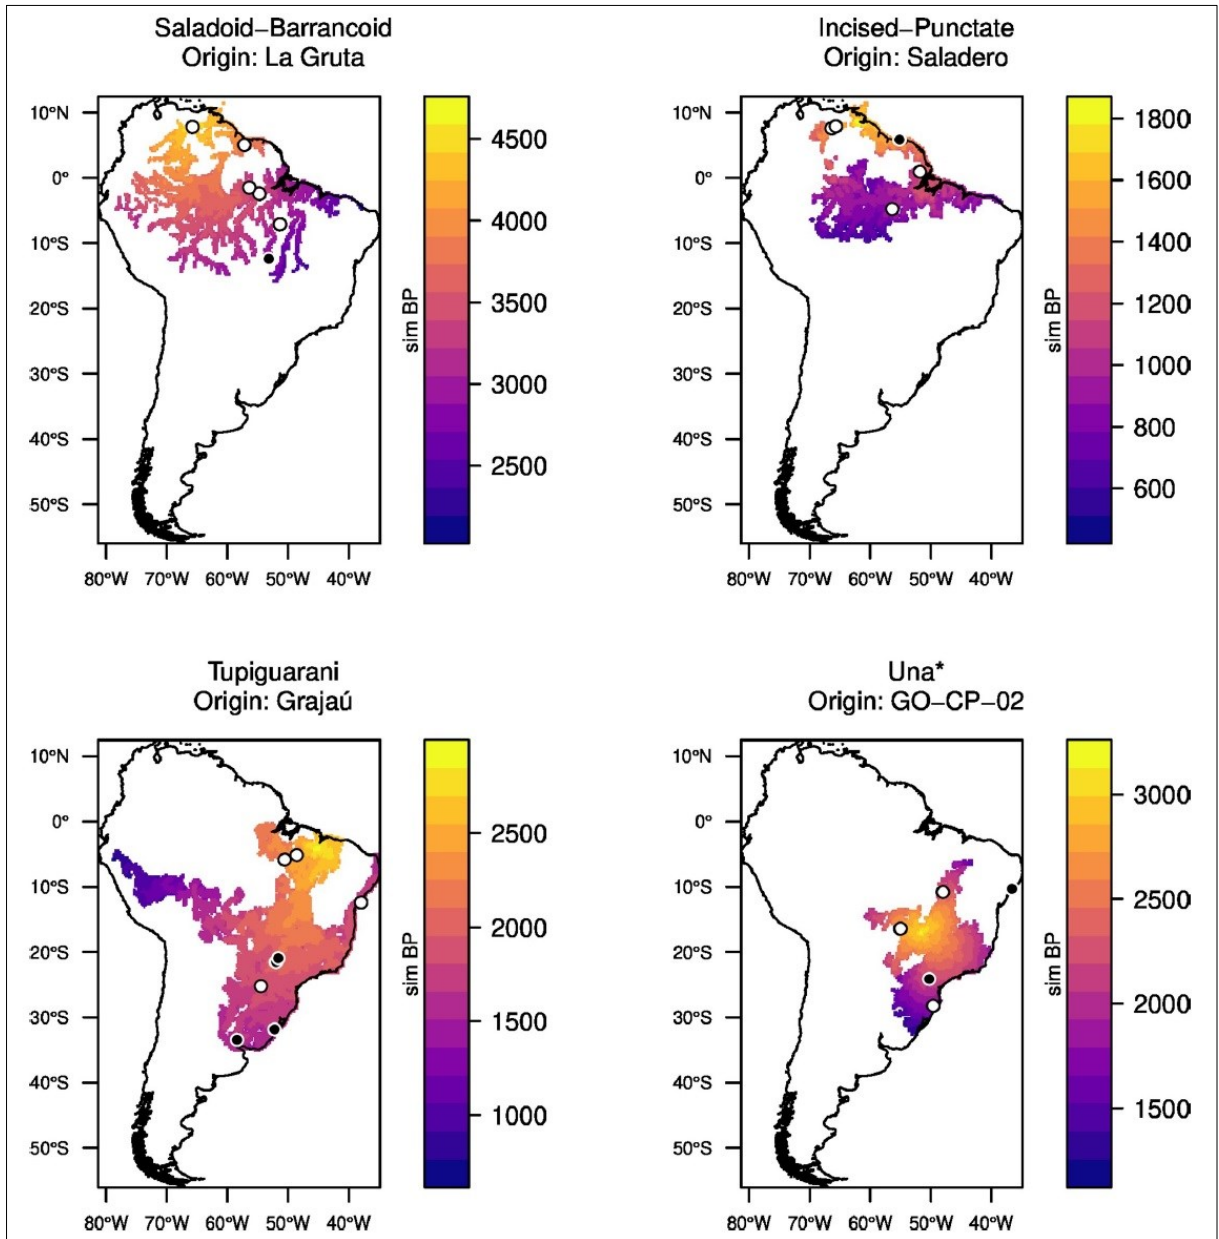 Saladoid−Barrancoid
Origin: La Gruta
10°N
0°
10°S
20°S
30°S
40°S
50°S
80°W 70°W 60°W 50°W 40°W
sim BP
4500
4000
3500
3000
2500
Incised−Punctate
Origin: Saladero
10°N
0°
10°S
20°S
30°S
40°S
50°S
80°W 70°W 60°W 50°W 40°W
sim BP
1800
1600
1400
1200
1000
800
600
Tupiguarani
Origin: Grajaú
10°N
0°
10°S
20°S
30°S
40°S
50°S
80°W 70°W 60°W 50°W 40°W
sim BP
2500
2000
1500
1000
Una*
Origin: GO−CP−02
10°N
0°
10°S
20°S
30°S
40°S
50°S
80°W 70°W 60°W 50°W 40°W
sim BP
3000
2500
2000
1500